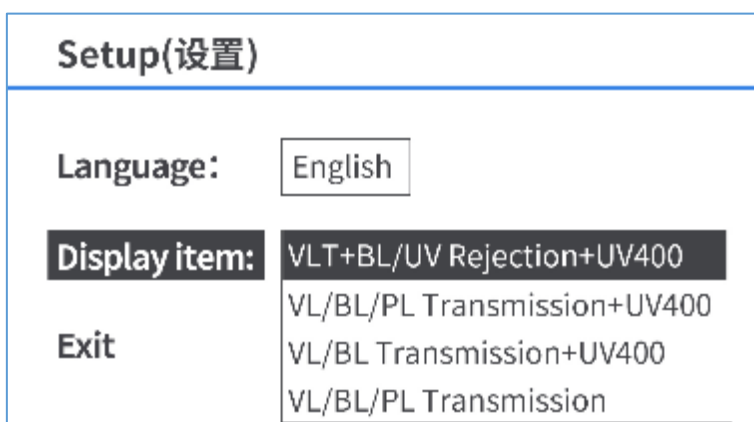 Setup(设置)
Language: English
Display item: VLT+BL/UV Rejection+UV400
VL/BL/PL Transmission+UV400
Exit
VL/BL Transmission+UV400
VL/BL/PL Transmission